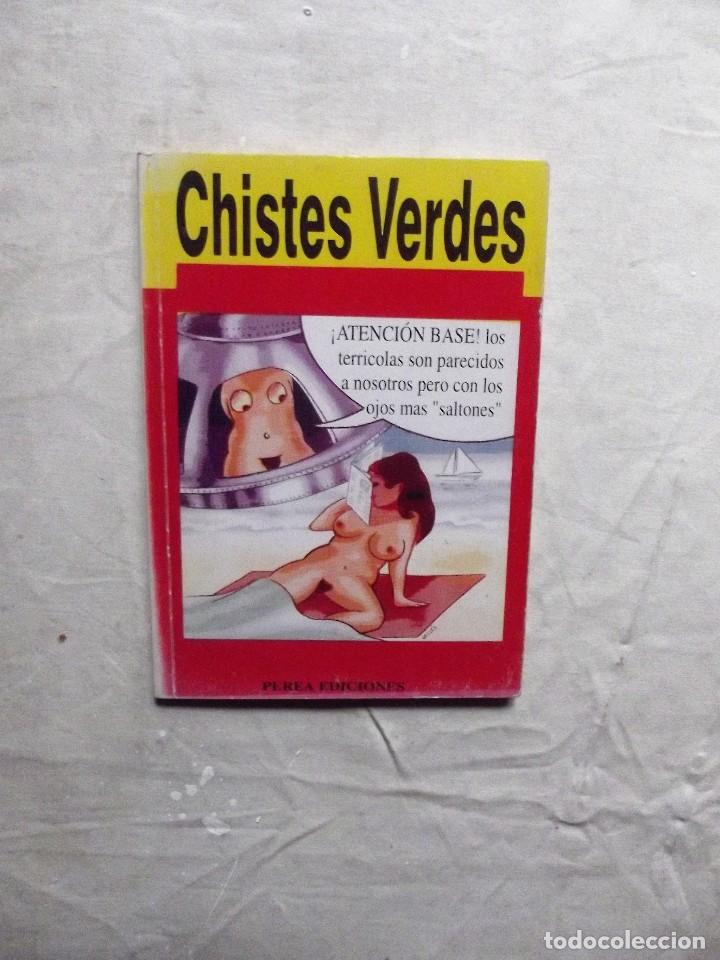 Chistes Verdes
¡ATENCIÓN BASE! los
terricolas son parecidos
a nosotros pero con los
ojos mas "saltones"
PEREA EDICIONES
todocoleccion